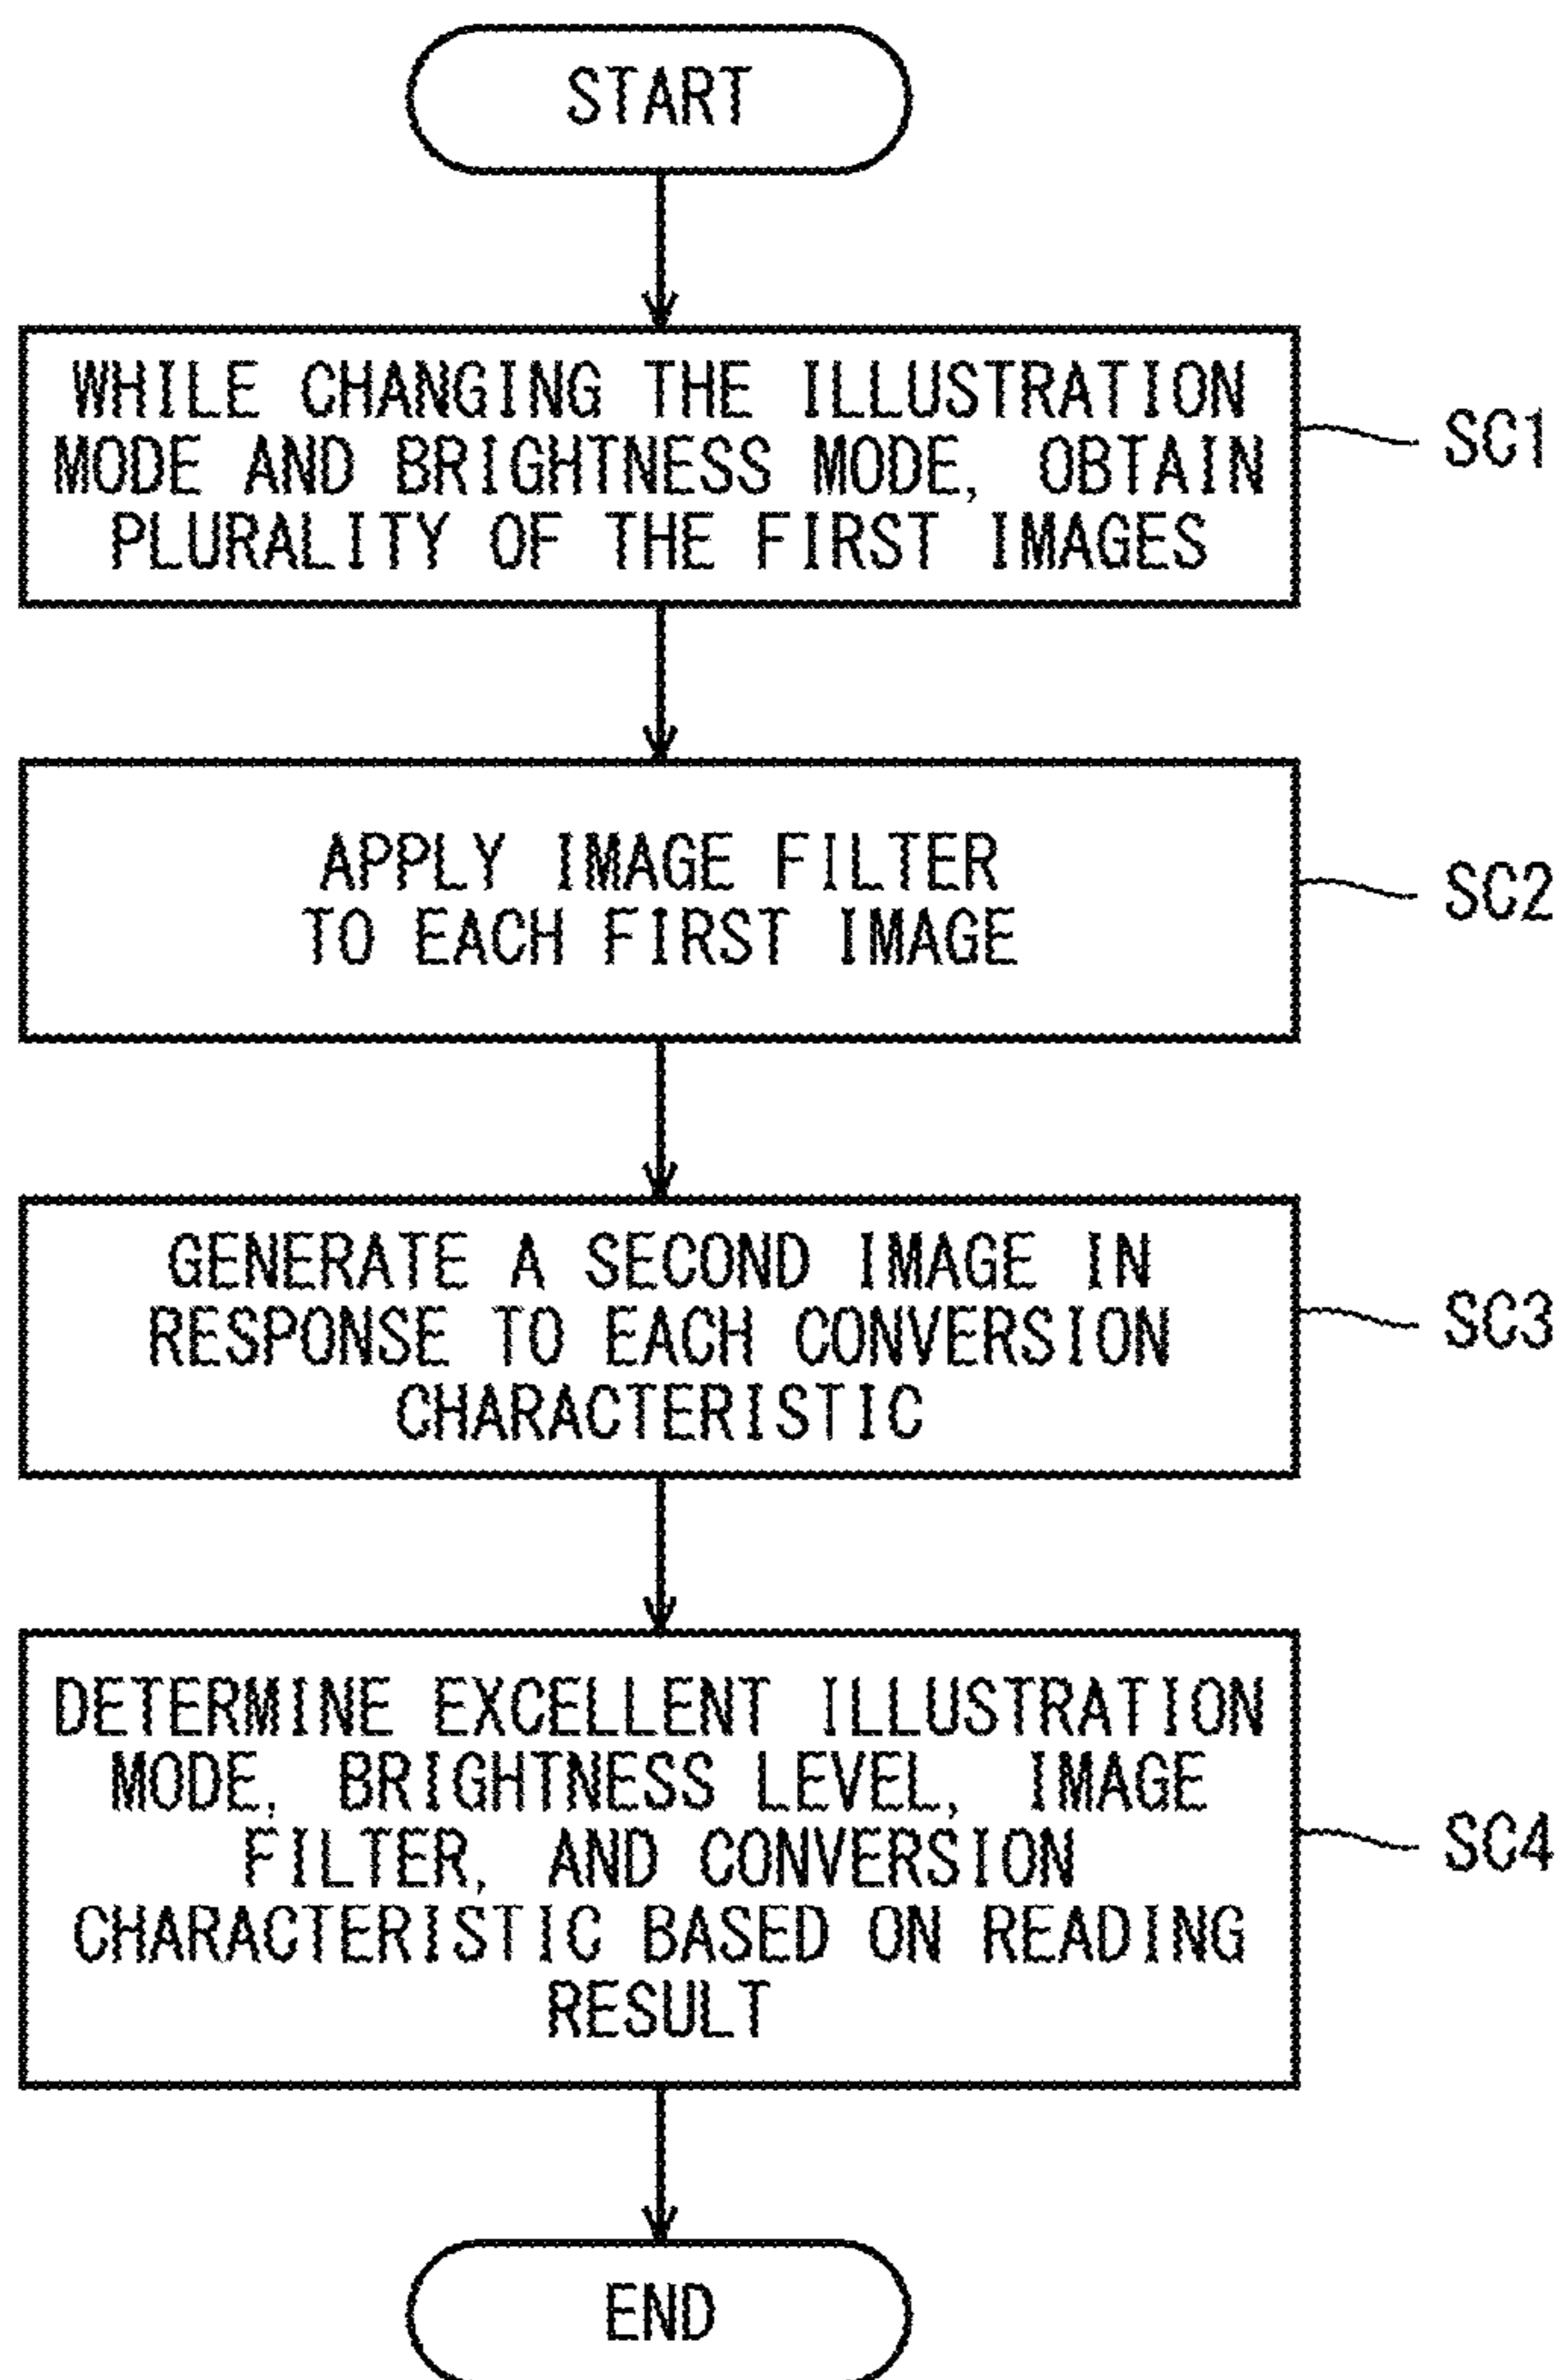 START
WHILE CHANGING THE ILLUSTRATION
MODE AND BRIGHTNESS MODE, OBTAIN
PLURALITY OF THE FIRST IMAGES
SC1
APPLY IMAGE FILTER
TO EACH FIRST IMAGE
SC2
GENERATE A SECOND IMAGE IN
RESPONSE TO EACH CONVERSION
CHARACTERISTIC
SC3
DETERMINE EXCELLENT ILLUSTRATION
MODE, BRIGHTNESS LEVEL, IMAGE
FILTER, AND CONVERSION
CHARACTERISTIC BASED ON READING
RESULT
SC4
END